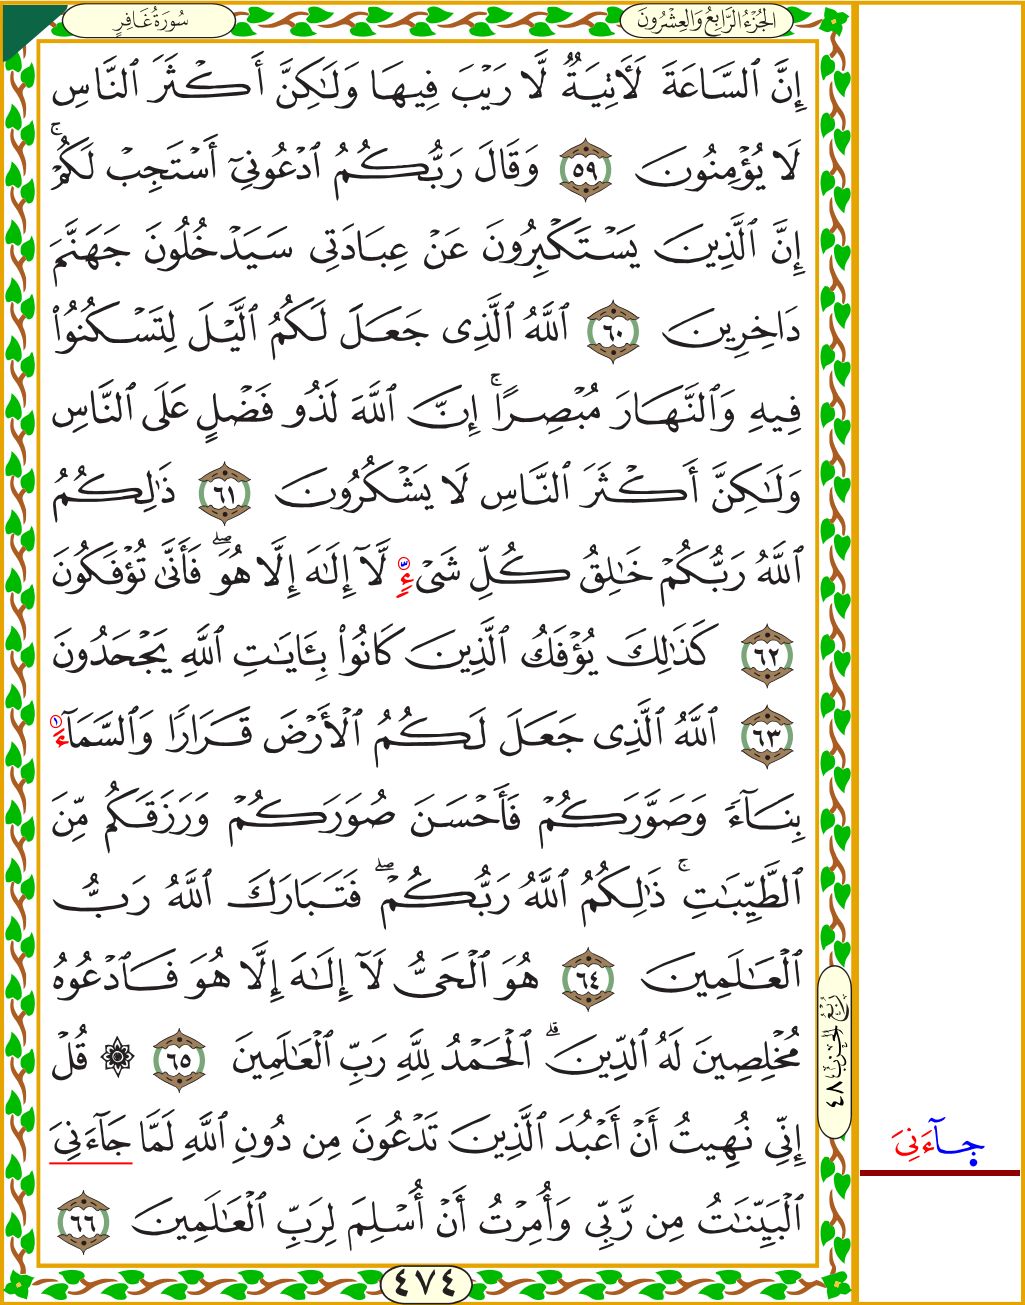 الجُزْءُ الرَّابِعُ وَالعِشْرُونَ
سُورَةُ غَافِرٍ
إِنَّ ٱلسَّاعَةَ لَأٓتِيَةٌ لَّا رَيْبَ فِيهَا وَلَٰكِنَّ أَكْثَرَ ٱلنَّاسِ
لَا يُؤْمِنُونَ ٥٩ وَقَالَ رَبُّكُمُ ٱدْعُونِيٓ أَسْتَجِبْ لَكُمْۚ
إِنَّ ٱلَّذِينَ يَسْتَكْبِرُونَ عَنْ عِبَادَتِى سَيَدْخُلُونَ جَهَنَّمَ
دَاخِرِينَ ٦٠ ٱللَّهُ ٱلَّذِى جَعَلَ لَكُمُ ٱلَّيْلَ لِتَسْكُنُوا۟
فِيهِ وَٱلنَّهَارَ مُبْصِرًاۚ إِنَّ ٱللَّهَ لَذُو فَضْلٍ عَلَى ٱلنَّاسِ
وَلَٰكِنَّ أَكْثَرَ ٱلنَّاسِ لَا يَشْكُرُونَ ٦١ ذَٰلِكُمُ
ٱللَّهُ رَبُّكُمْ خَٰلِقُ كُلِّ شَىْءٍ لَّآ إِلَٰهَ إِلَّا هُوَۖ فَأَنَّىٰ تُؤْفَكُونَ
٦٢ كَذَٰلِكَ يُؤْفَكُ ٱلَّذِينَ كَانُوا۟ بِـَٔايَٰتِ ٱللَّهِ يَجْحَدُونَ
٦٣ ٱللَّهُ ٱلَّذِى جَعَلَ لَكُمُ ٱلْأَرْضَ قَرَارًا وَٱلسَّمَآءَ ١
بِنَآءً وَصَوَّرَكُمْ فَأَحْسَنَ صُوَرَكُمْ وَرَزَقَكُم مِّنَ
ٱلطَّيِّبَٰتِۚ ذَٰلِكُمُ ٱللَّهُ رَبُّكُمْۖ فَتَبَارَكَ ٱللَّهُ رَبُّ
ٱلْعَٰلَمِينَ ٦٤ هُوَ ٱلْحَىُّ لَآ إِلَٰهَ إِلَّا هُوَ فَٱدْعُوهُ
مُخْلِصِينَ لَهُ ٱلدِّينَۗ ٱلْحَمْدُ لِلَّهِ رَبِّ ٱلْعَٰلَمِينَ ٦٥ ۞ قُلْ
إِنِّى نُهِيتُ أَنْ أَعْبُدَ ٱلَّذِينَ تَدْعُونَ مِن دُونِ ٱللَّهِ لَمَّا جَآءَنِىَ
ٱلْبَيِّنَٰتُ مِن رَّبِّى وَأُمِرْتُ أَنْ أُسْلِمَ لِرَبِّ ٱلْعَٰلَمِينَ ٦٦
رُبْعُ الحِزْبِ ٤٨
جآءَنِىَ
٤٧٤